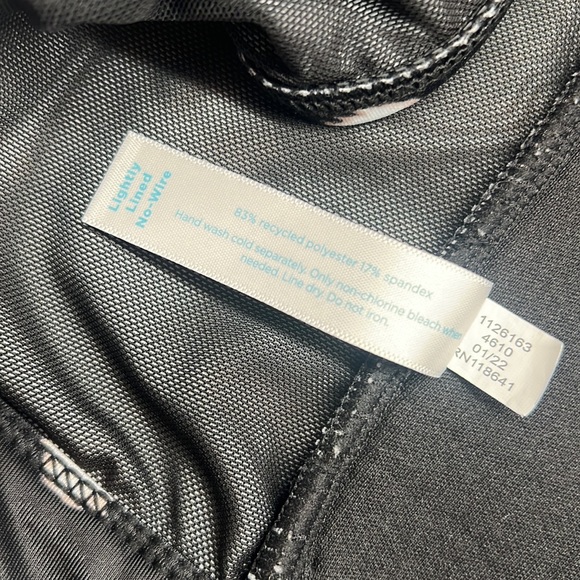 Lightly
Lined
No-Wire
83% recycled polyester 17% spandex
Hand wash cold separately. Only non-chlorine bleach when
needed. Line dry. Do not iron.
1126163
4610
01/22
RN118641